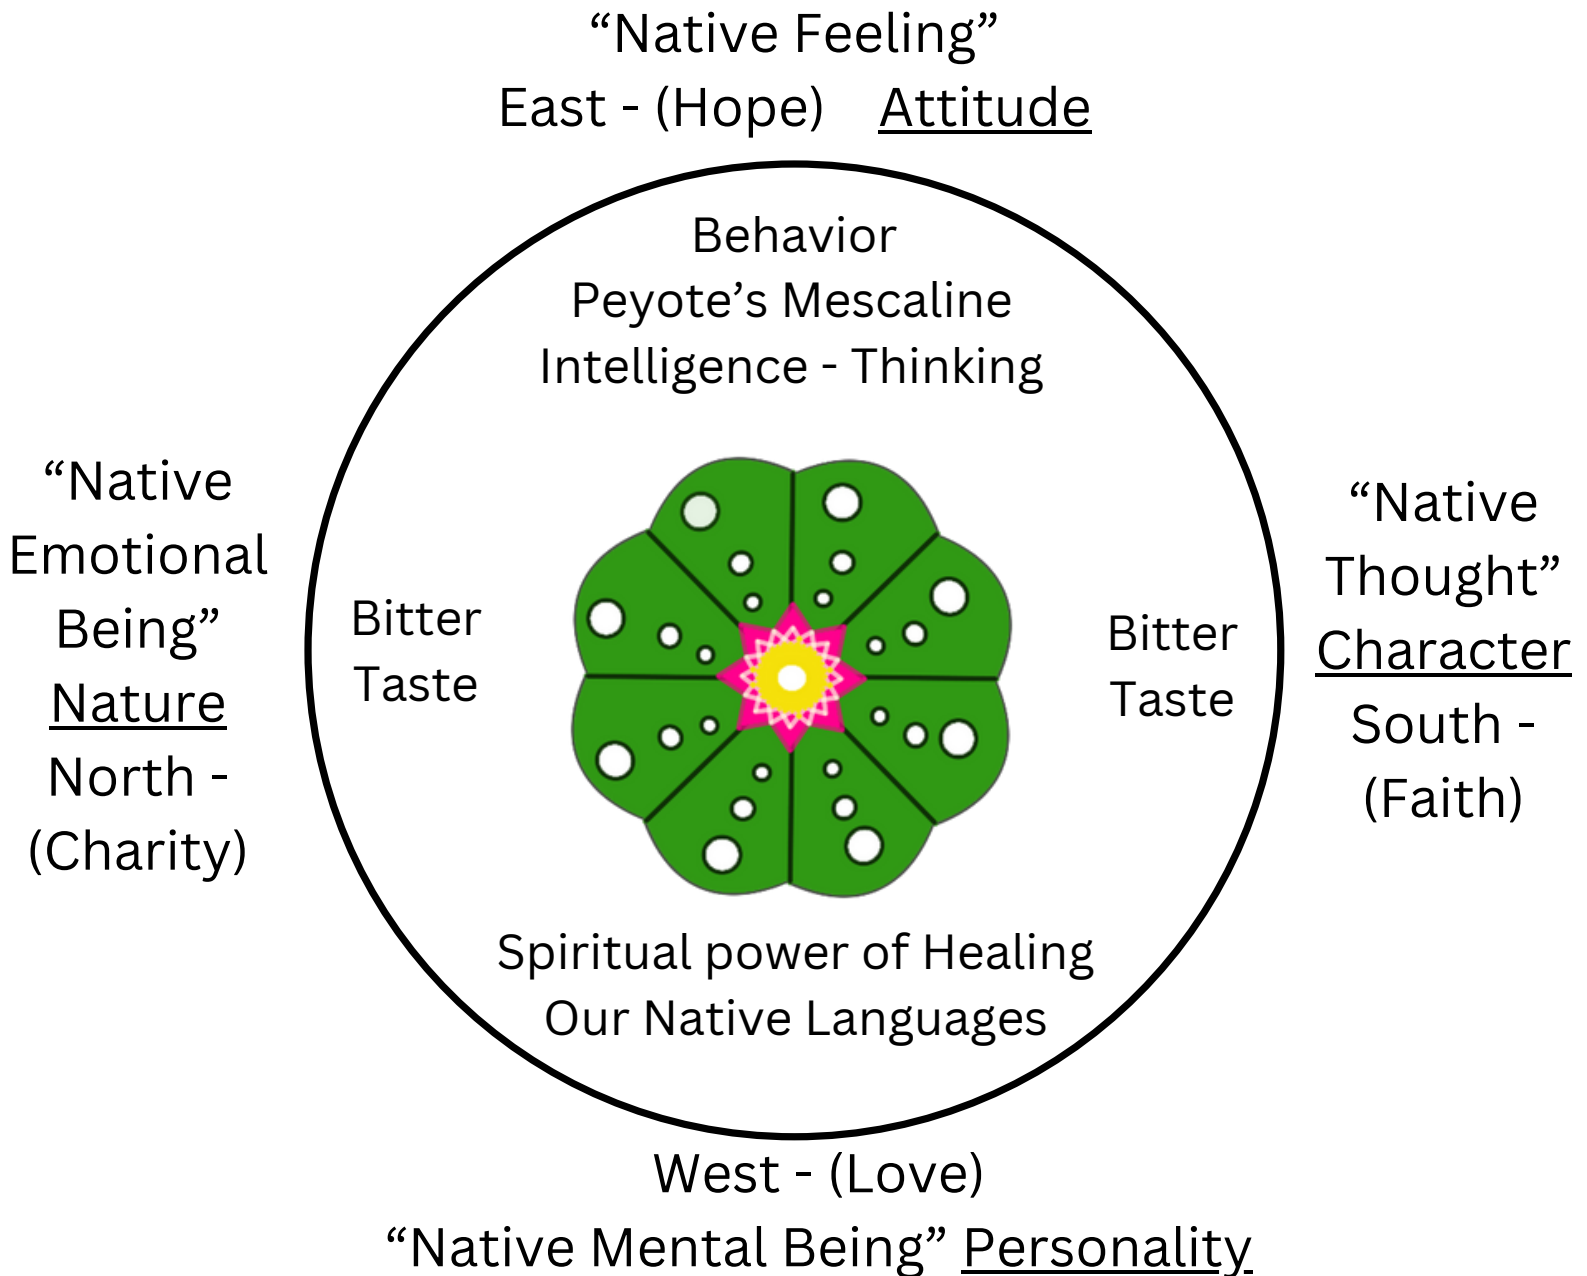 “Native Feeling”
East - (Hope) Attitude
Behavior
Peyote’s Mescaline
Intelligence - Thinking
“Native
Emotional
Being”
Nature
North -
(Charity)
Bitter
Taste
Bitter
Taste
“Native
Thought”
Character
South -
(Faith)
Spiritual power of Healing
Our Native Languages
West - (Love)
“Native Mental Being” Personality